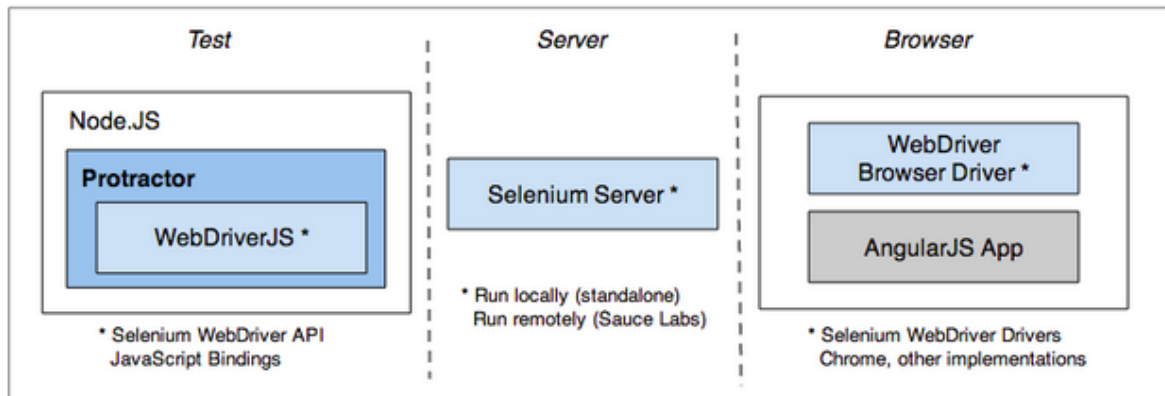 Test
Node.JS
Protractor
WebDriverJS *
* Selenium WebDriver API
JavaScript Bindings
Server
Selenium Server *
* Run locally (standalone)
Run remotely (Sauce Labs)
Browser
WebDriver
Browser Driver *
AngularJS App
* Selenium WebDriver Drivers
Chrome, other implementations